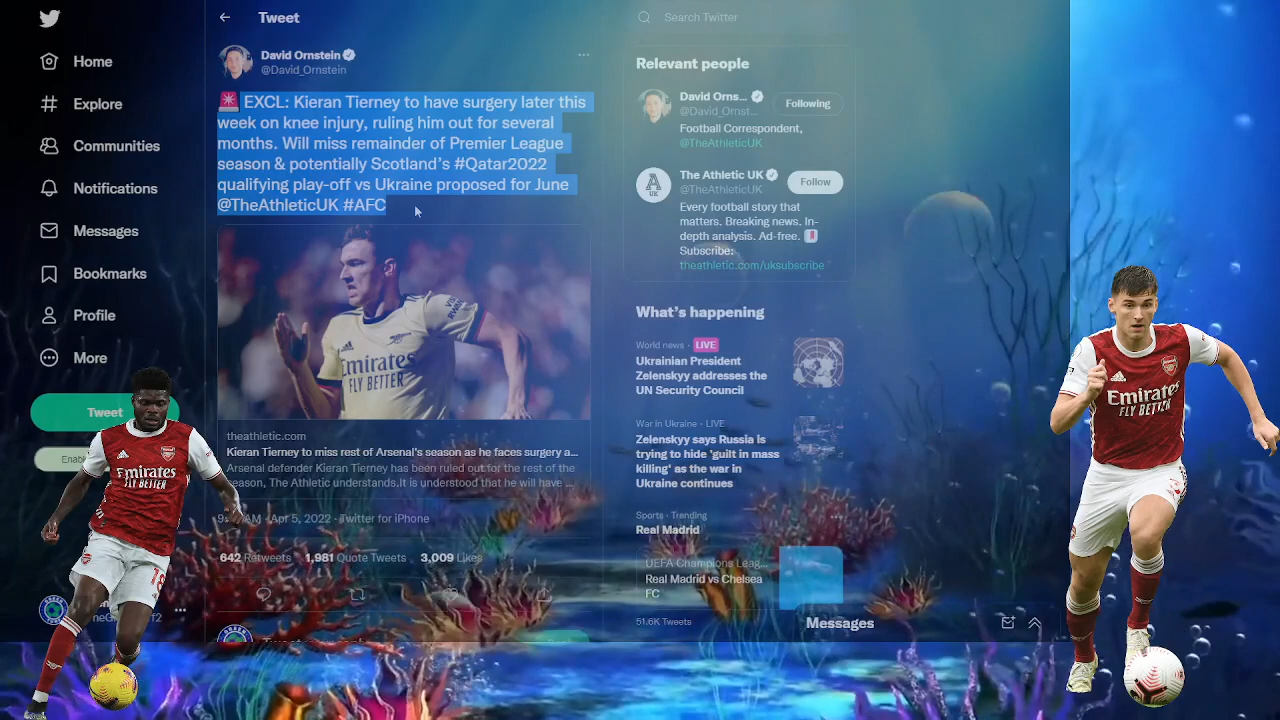 Home
Explore
Communities
Notifications
Messages
Bookmarks
Profile
More
Tweet
Tweet
David Ornstein
@David_Ornstein
EXCL: Kieran Tierney to have surgery later this
week on knee injury, ruling him out for several
months. Will miss remainder of Premier League
season & potentially Scotland's #Qatar2022
qualifying play-off vs Ukraine proposed for June
@TheAthleticUK #AFC
Emirates
FLY BETTER
theathletic.com
Kieran Tierney to miss rest of Arsenal's season as he faces surgery a...
Arsenal defender Kieran Tierney has been ruled out for the rest of the
season, The Athletic understands.It is understood that he will have ...
AM · Apr 5, 2022 · Twitter for iPhone
642 Retweets 1,981 Quote Tweets 3,009 Likes
Search Twitter
Relevant people
David Orns...
@David_Ornst...
Following
Football Correspondent,
@TheAthleticUK
The Athletic UK
@TheAthleticUK
Follow
Every football story that
matters. Breaking news. In-
depth analysis. Ad-free.
Subscribe:
theathletic.com/uksubscribe
What's happening
World news · LIVE
Ukrainian President
Zelenskyy addresses the
UN Security Council
War in Ukraine · LIVE
Zelenskyy says Russia is
trying to hide 'guilt in mass
killing' as the war in
Ukraine continues
Sports · Trending
Real Madrid
UEFA Champions Leag...
Real Madrid vs Chelsea
FC
51.6K Tweets
Messages
Emirates
FLY BETTER
18
Emirates
FLY BETTER